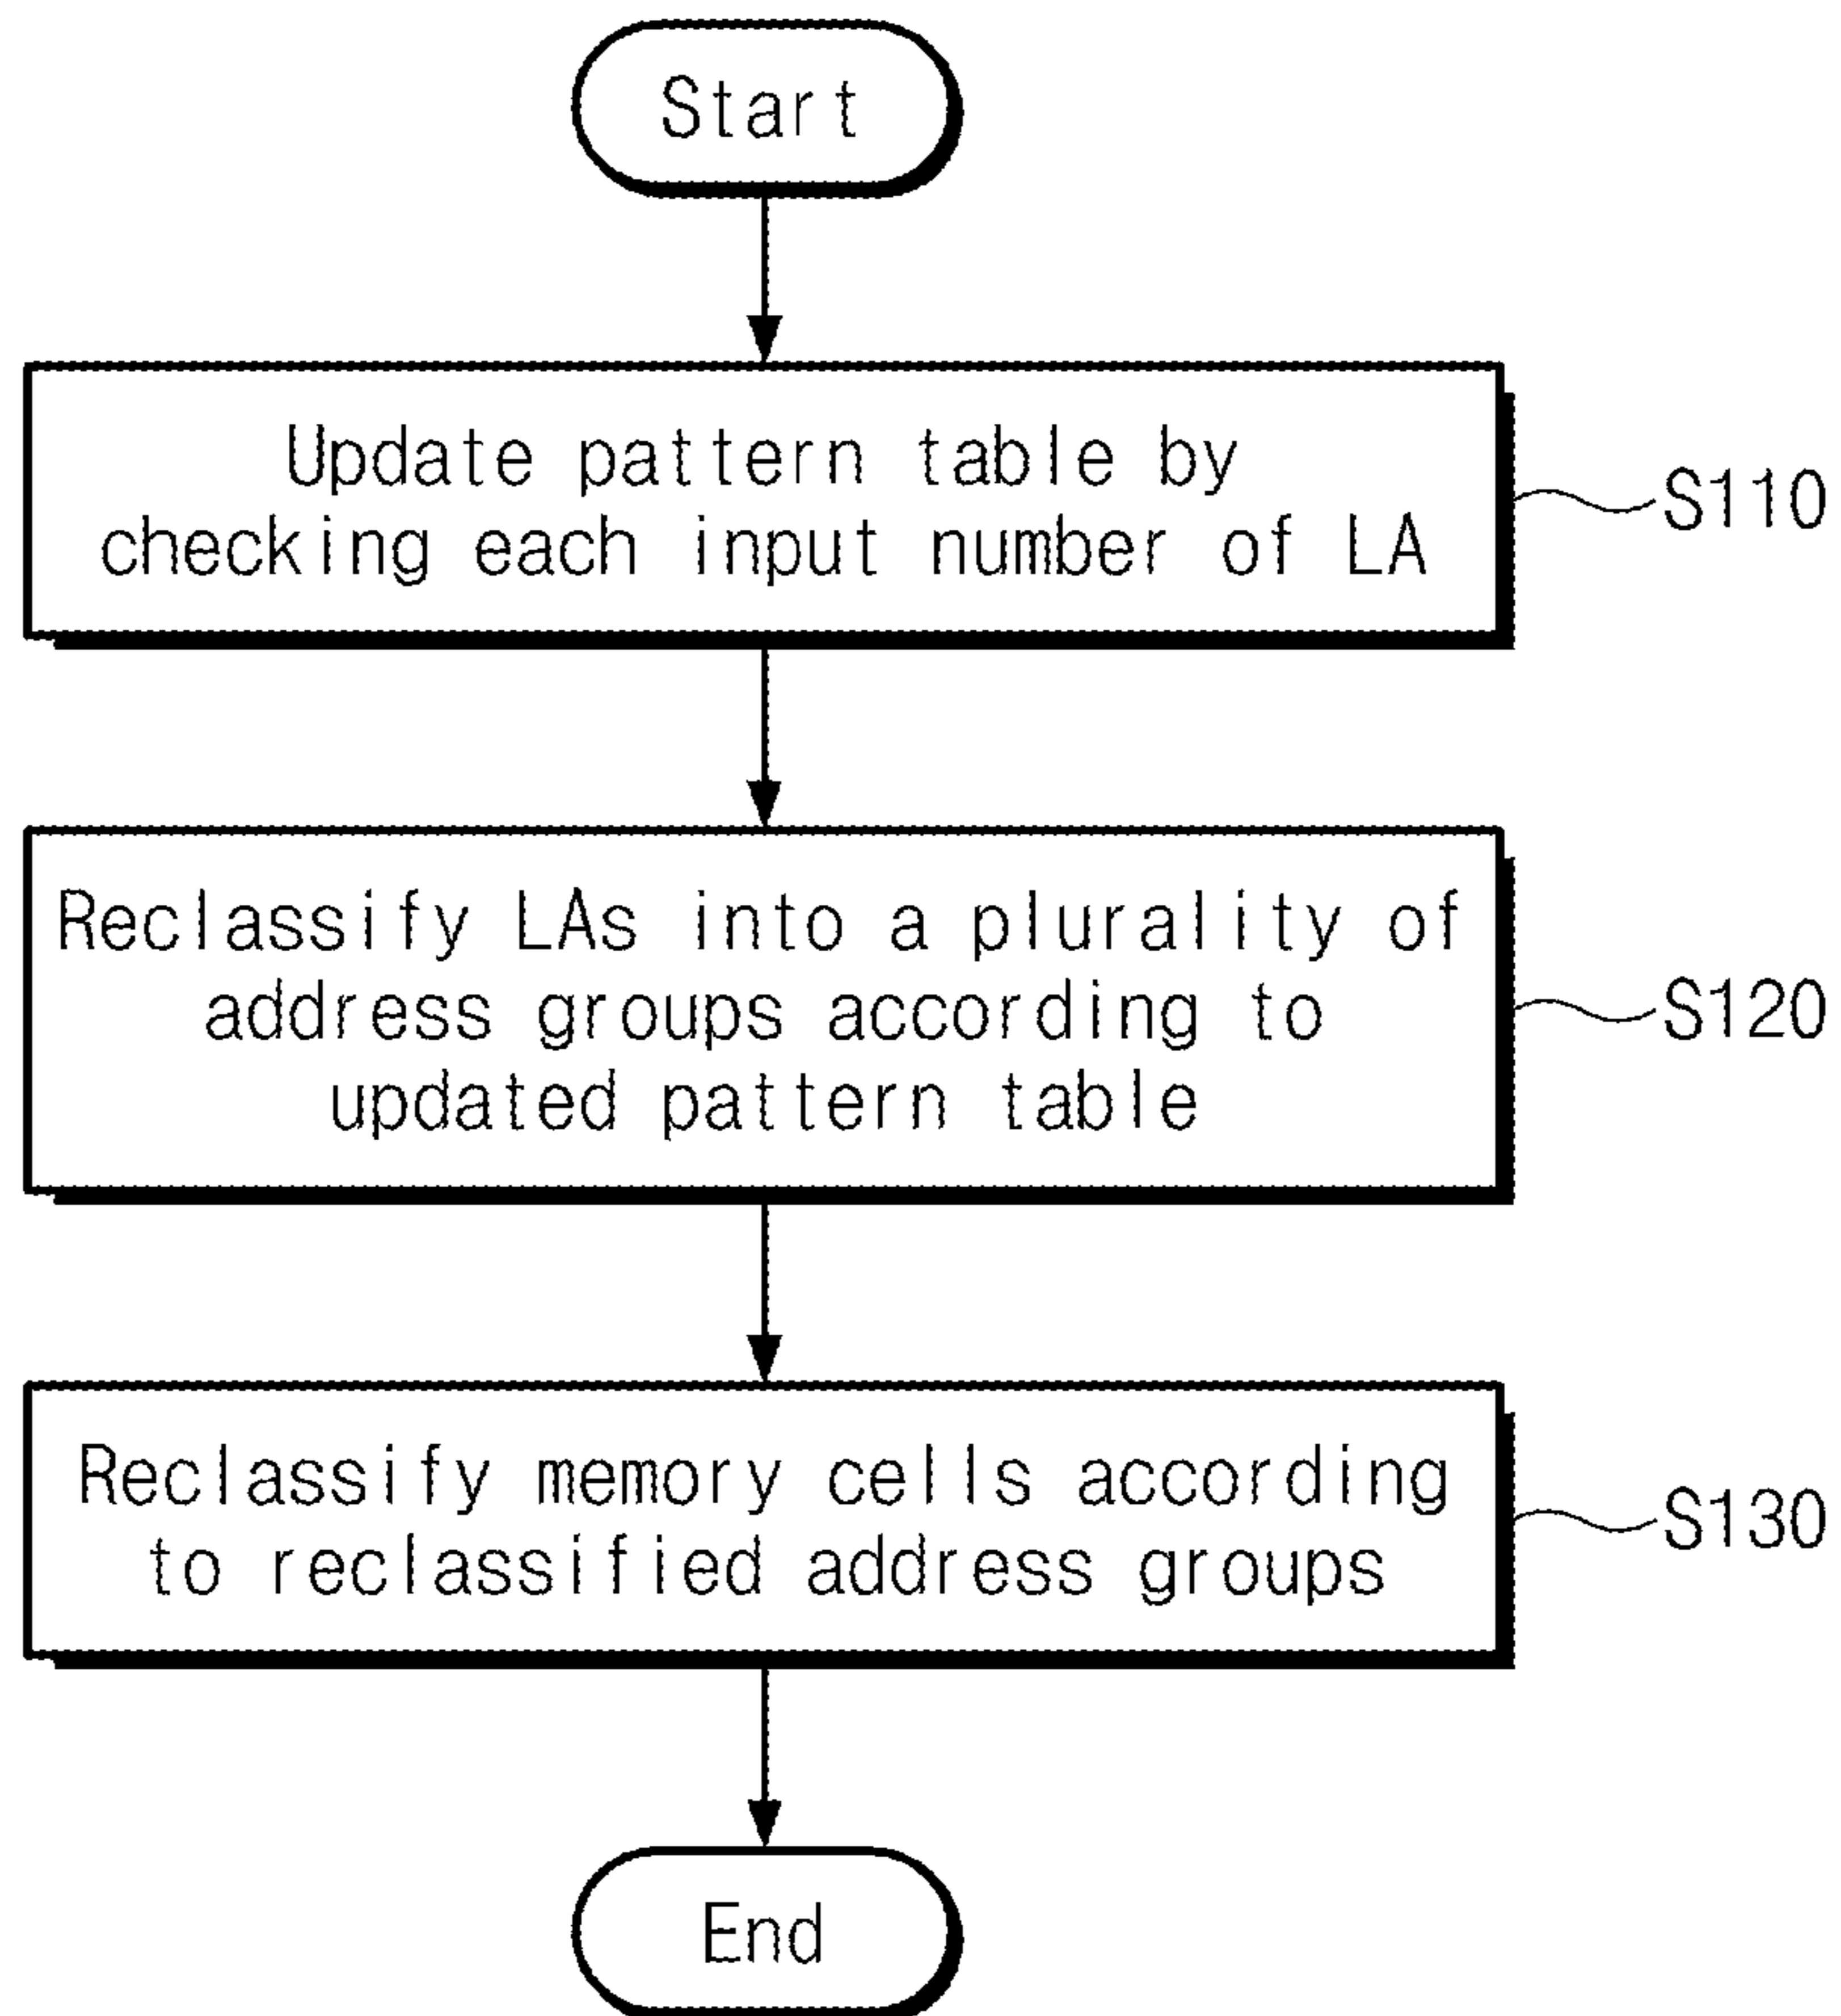 Start
Update pattern table by
checking each input number of LA
S110
Reclassify LAs into a plurality of
address groups according to
updated pattern table
S120
Reclassify memory cells according
to reclassified address groups
S130
End